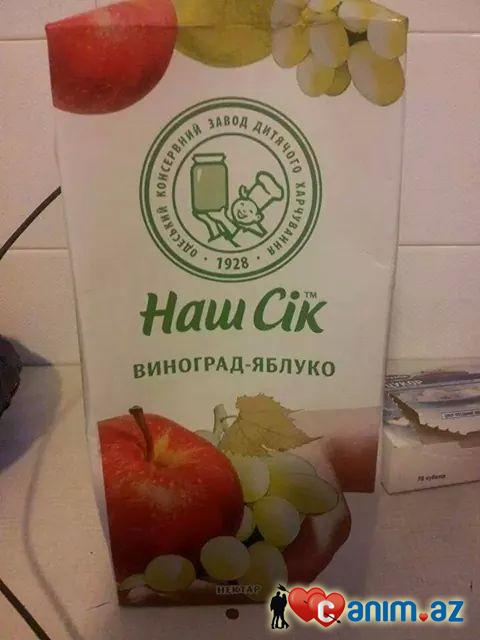 ОДЕСЬКИЙ КОНСЕРВНИЙ ЗАВОД ДИТЯЧОГО ХАРЧУВАННЯ
· 1928 ·
Наш Сік™
ВИНОГРАД-ЯБЛУКО
НЕКТАР
Canim.az